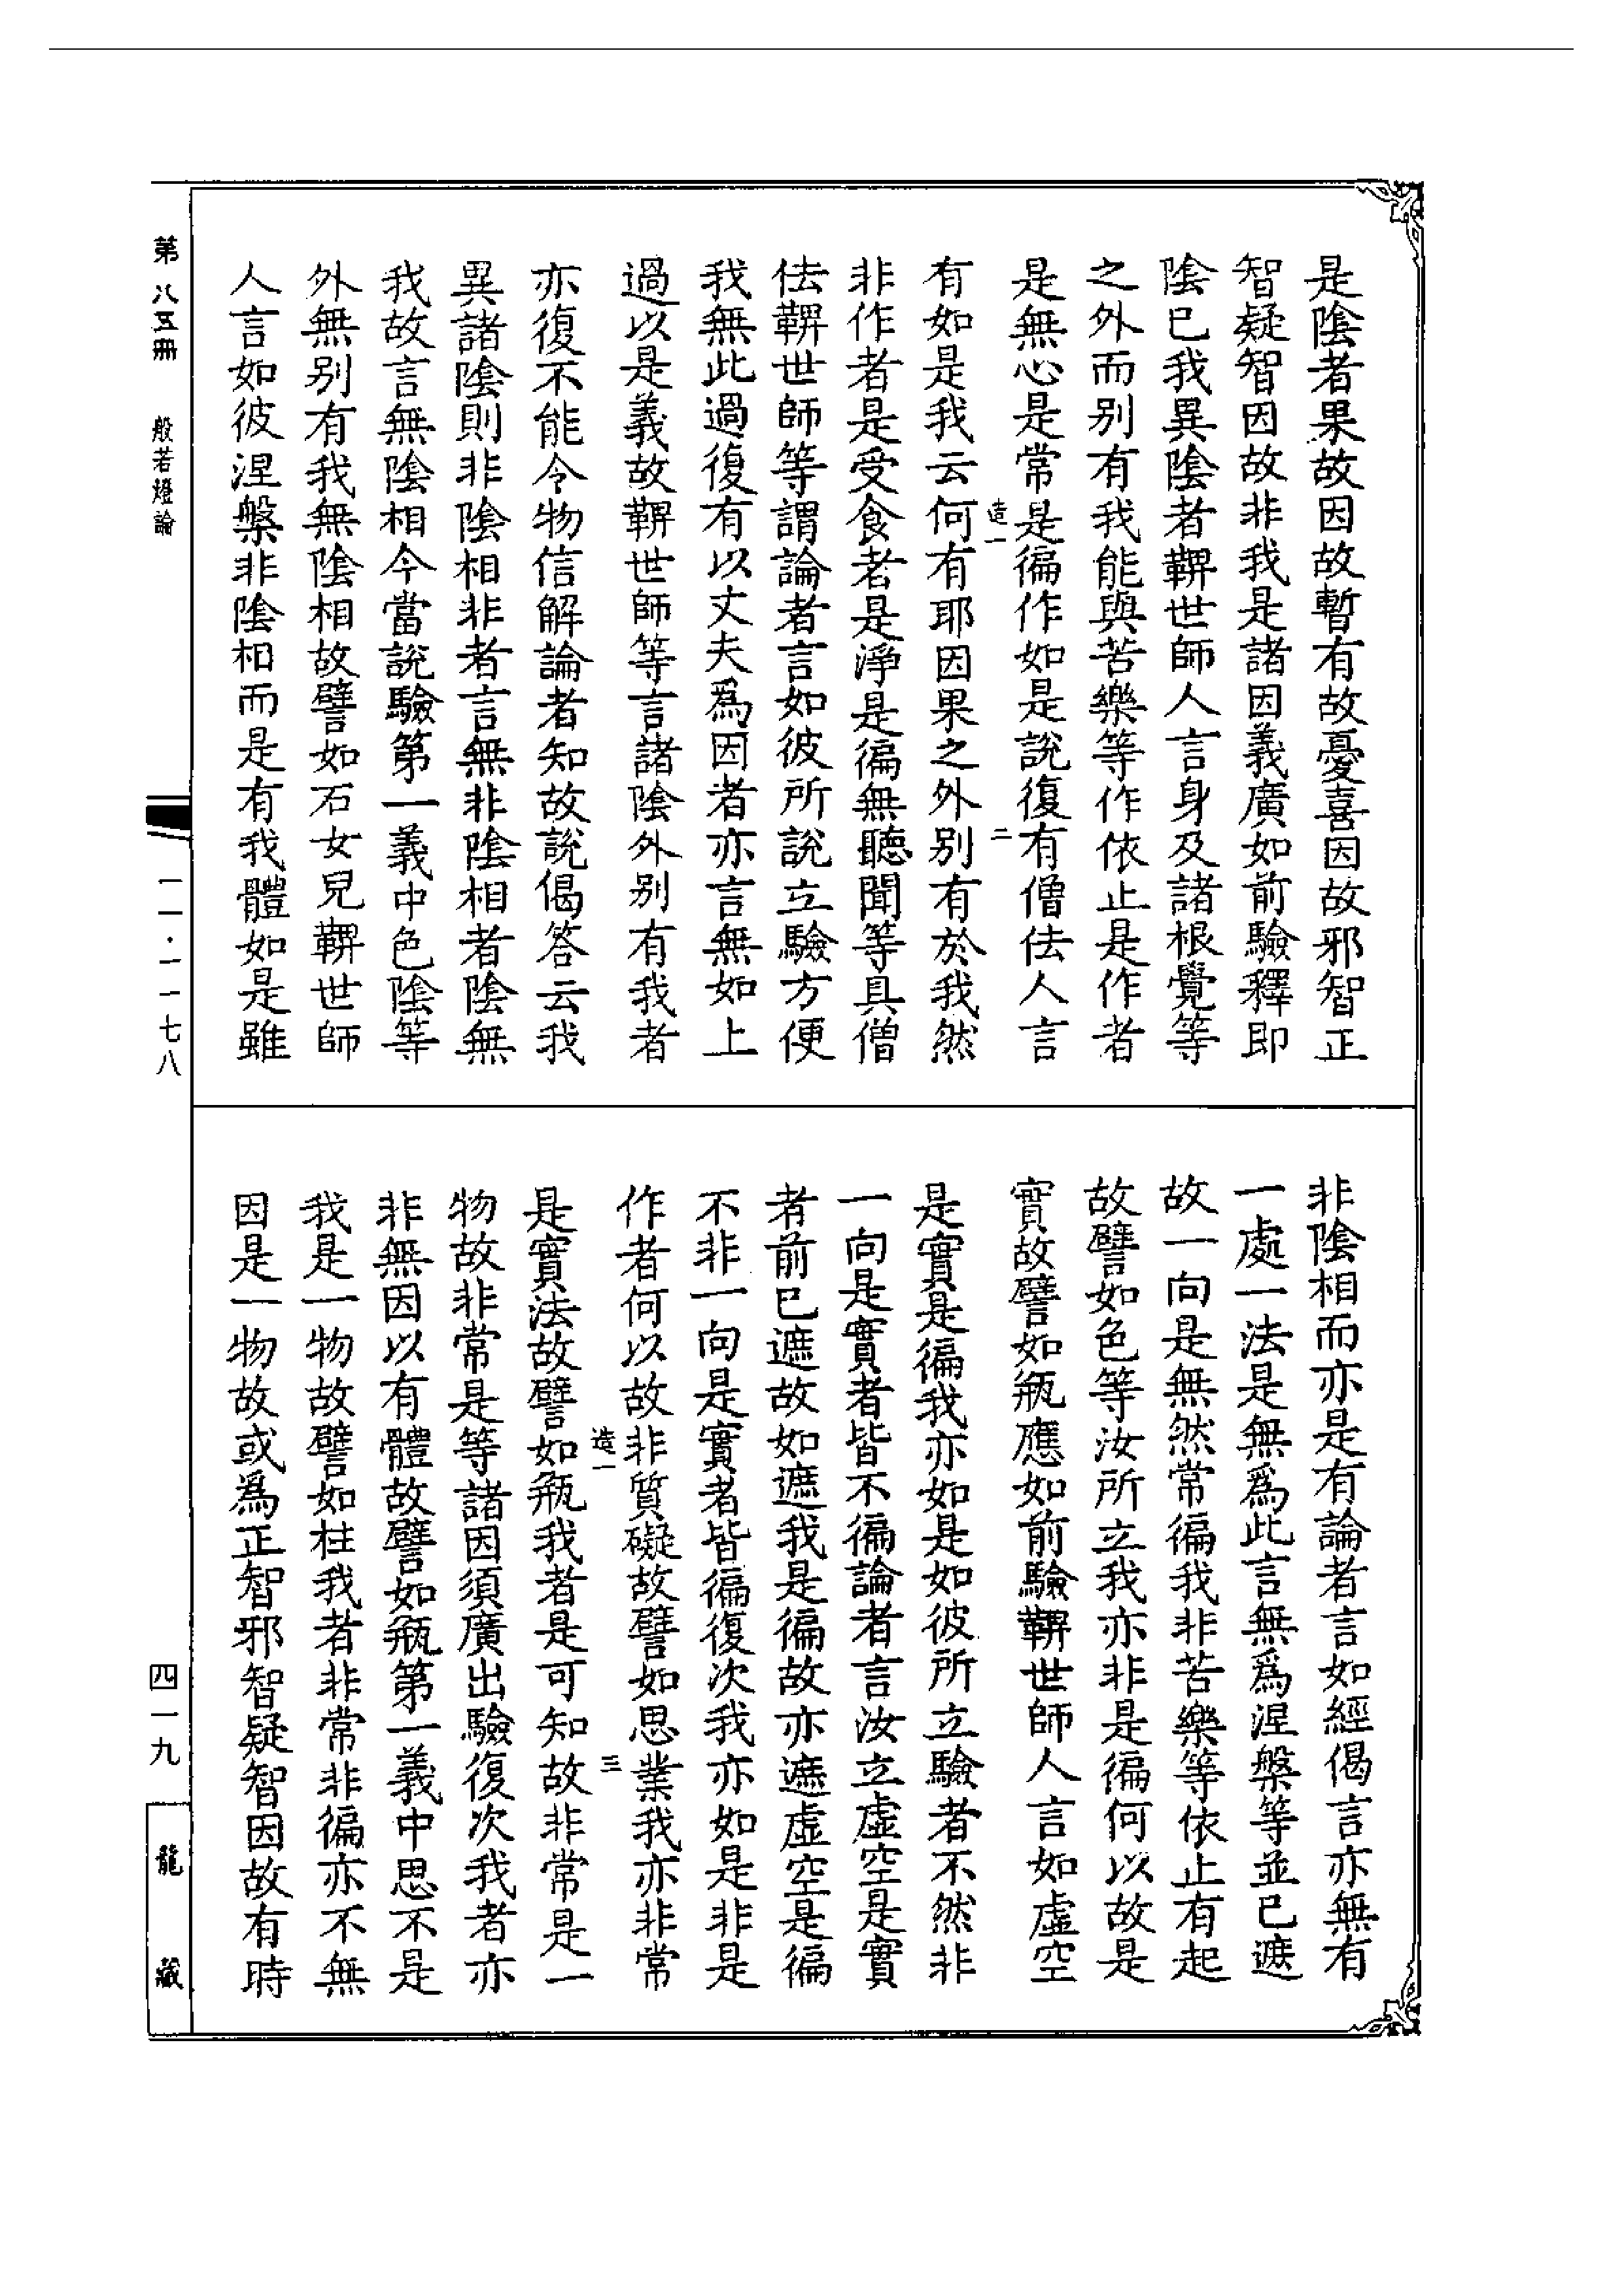 是陰者果故因故暫有故憂喜因故邪智正
智疑智因故非我是諸因義廣如前驗釋即
陰已我異陰者鞞世師人言身及諸根覺等
之外而别有我能與苦樂等作依止是作者
是無心是常是徧作如是說復有僧佉人言
造一
二
有如是我云何有耶因果之外别有於我然
非作者是受食者是淨是徧無聽聞等具僧
佉鞞世師等謂論者言如彼所説立驗方便
我無此過復有以丈夫爲因者亦言無如上
過以是義故鞞世師等言諸陰外别有我者
亦復不能令物信解論者知故説偈答云我
異諸陰則非陰相非者言無非陰相者陰無
我故言無陰相今當說驗第一義中色陰等
外無别有我無陰相故譬如石女兒鞞世師
人言如彼涅槃非陰相而是有我體如是雖
非陰相而亦是有論者言如經偈言亦無有
一處一法是無爲此言無爲涅槃等並已遮
故一向是無然常徧我非苦樂等依止有起
故譬如色等汝所立我亦非是徧何以故是
實故譬如瓶應如前驗鞞世師人言如虛空
是實是徧我亦如是如彼所立驗者不然非
一向是實者皆不徧論者言汝立虛空是實
者前已遮故如遮我是徧故亦遮虛空是徧
不非一向是實者皆徧復次我亦如是非是
作者何以故非質礙故譬如思業我亦非常
造一
三
是實法故譬如瓶我者是可知故非常是一
物故非常是等諸因須廣出驗復次我者亦
非無因以有體故譬如瓶第一義中思不是
我是一物故譬如柱我者非常非徧亦不無
因是一物故或爲正智邪智疑智因故有時
第八五冊 般若燈論
一一·一一七八
四一九
龍藏